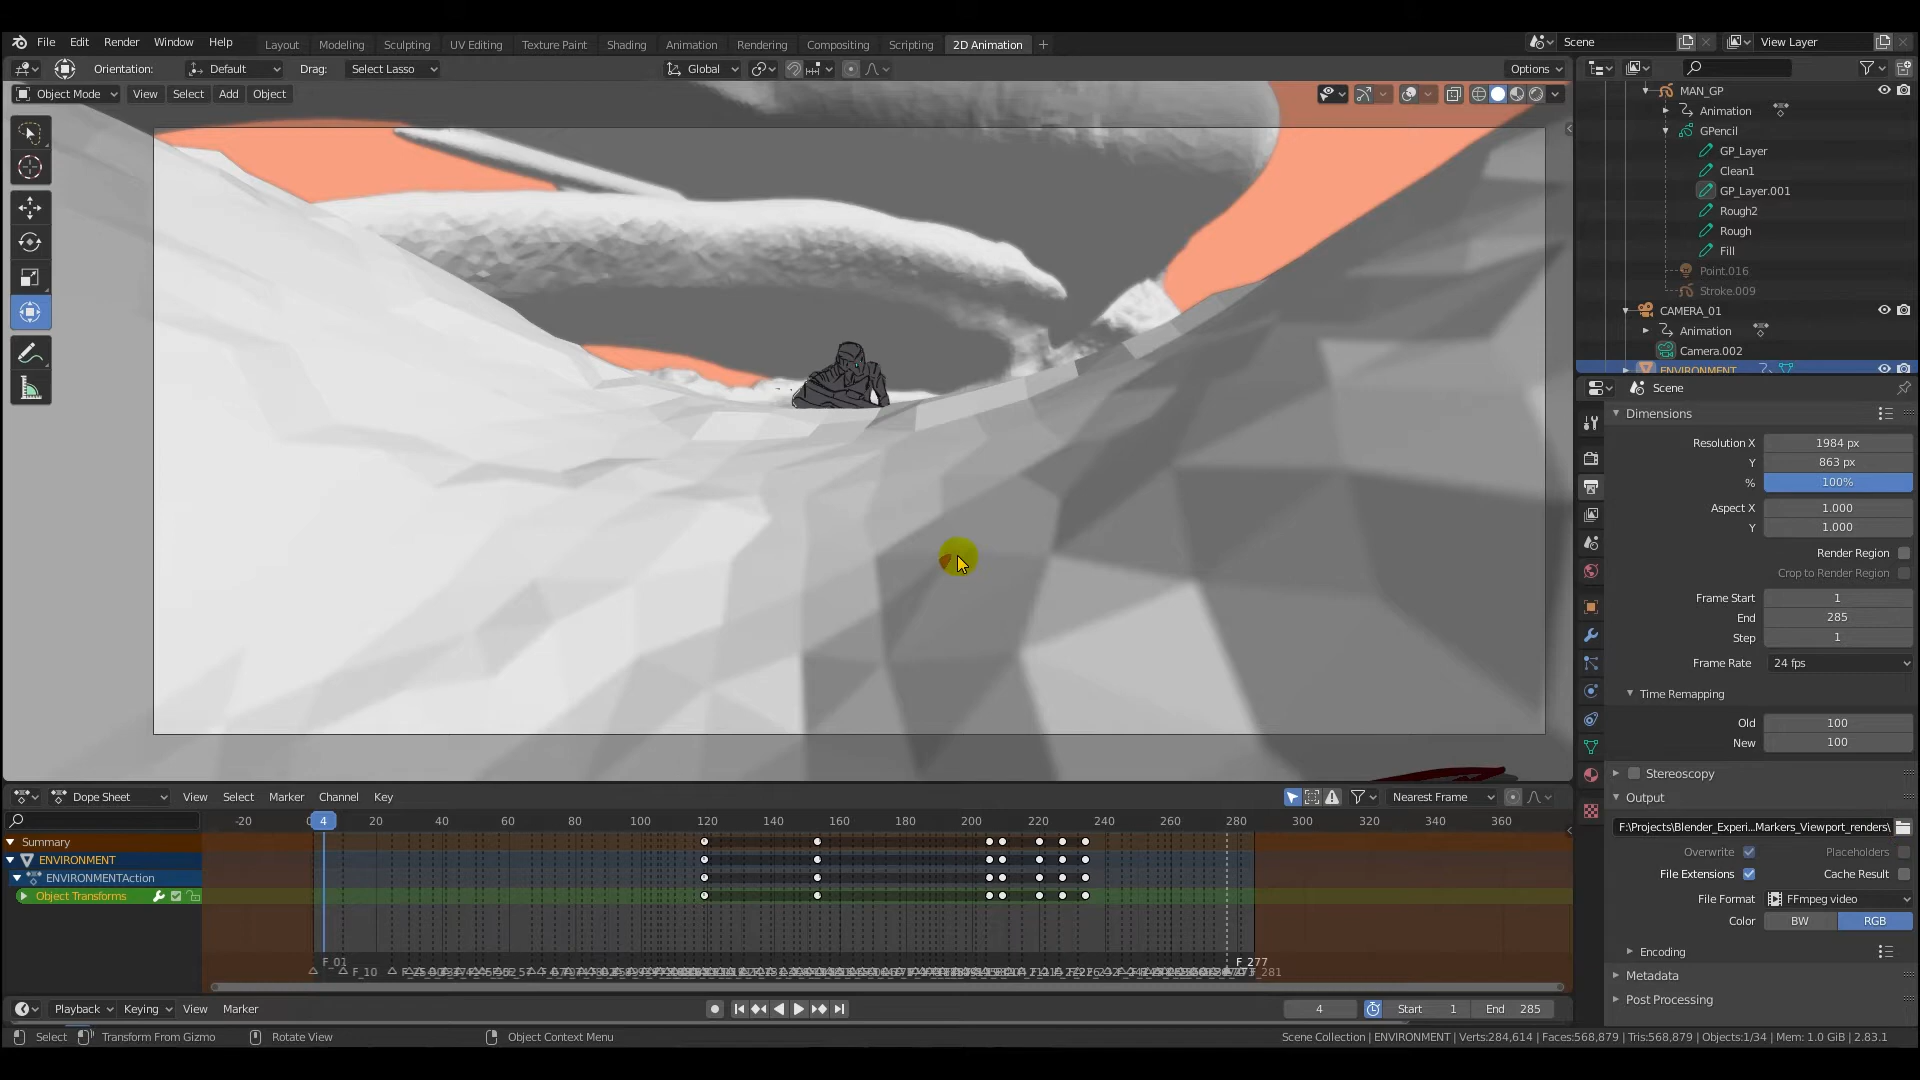 File Edit Render Window Help Layout Modeling Sculpting UV Editing Texture Paint Shading Animation Rendering Compositing Scripting 2D Animation + Scene View Layer
Orientation: Default Drag: Select Lasso Global Options
Object Mode View Select Add Object
MAN_GP
Animation
GPencil
GP_Layer
Clean1
GP_Layer.001
Rough2
Rough
Fill
Point.016
Stroke.009
CAMERA_01
Animation
Camera.002
ENVIRONMENT
Scene
Dimensions
Resolution X 1984 px
Y 863 px
% 100%
Aspect X 1.000
Y 1.000
Render Region
Crop to Render Region
Frame Start 1
End 285
Step 1
Frame Rate 24 fps
Time Remapping
Old 100
New 100
Stereoscopy
Output
F:\Projects\Blender_Experi...Markers_Viewport_renders\
Overwrite Placeholders
File Extensions Cache Result
File Format FFmpeg video
Color BW RGB
Encoding
Metadata
Post Processing
Dope Sheet View Select Marker Channel Key Nearest Frame
-20 4 20 40 60 80 100 120 140 160 180 200 220 240 260 280 300 320 340 360
Summary
ENVIRONMENT
ENVIRONMENTAction
Object Transforms
F_01 F_277
F_10 F_281
Playback Keying View Marker 4 Start 1 End 285
Select Transform From Gizmo Rotate View Object Context Menu Scene Collection | ENVIRONMENT | Verts:284,614 | Faces:568,879 | Tris:568,879 | Objects:1/34 | Mem: 1.0 GiB | 2.83.1